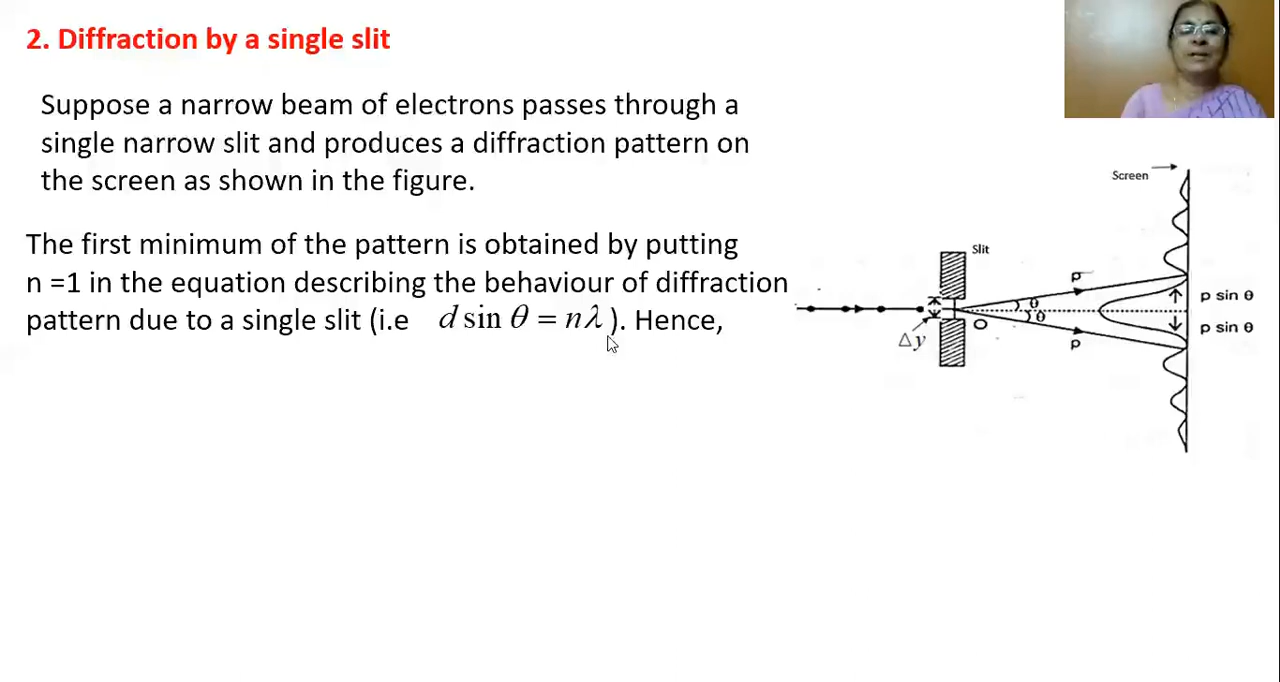 2. Diffraction by a single slit
Suppose a narrow beam of electrons passes through a
single narrow slit and produces a diffraction pattern on
the screen as shown in the figure.
The first minimum of the pattern is obtained by putting
n =1 in the equation describing the behaviour of diffraction
pattern due to a single slit (i.e d sin θ = nλ ). Hence,
Screen
Slit
p
θ
θ
O
p
Δy
p sin θ
p sin θ